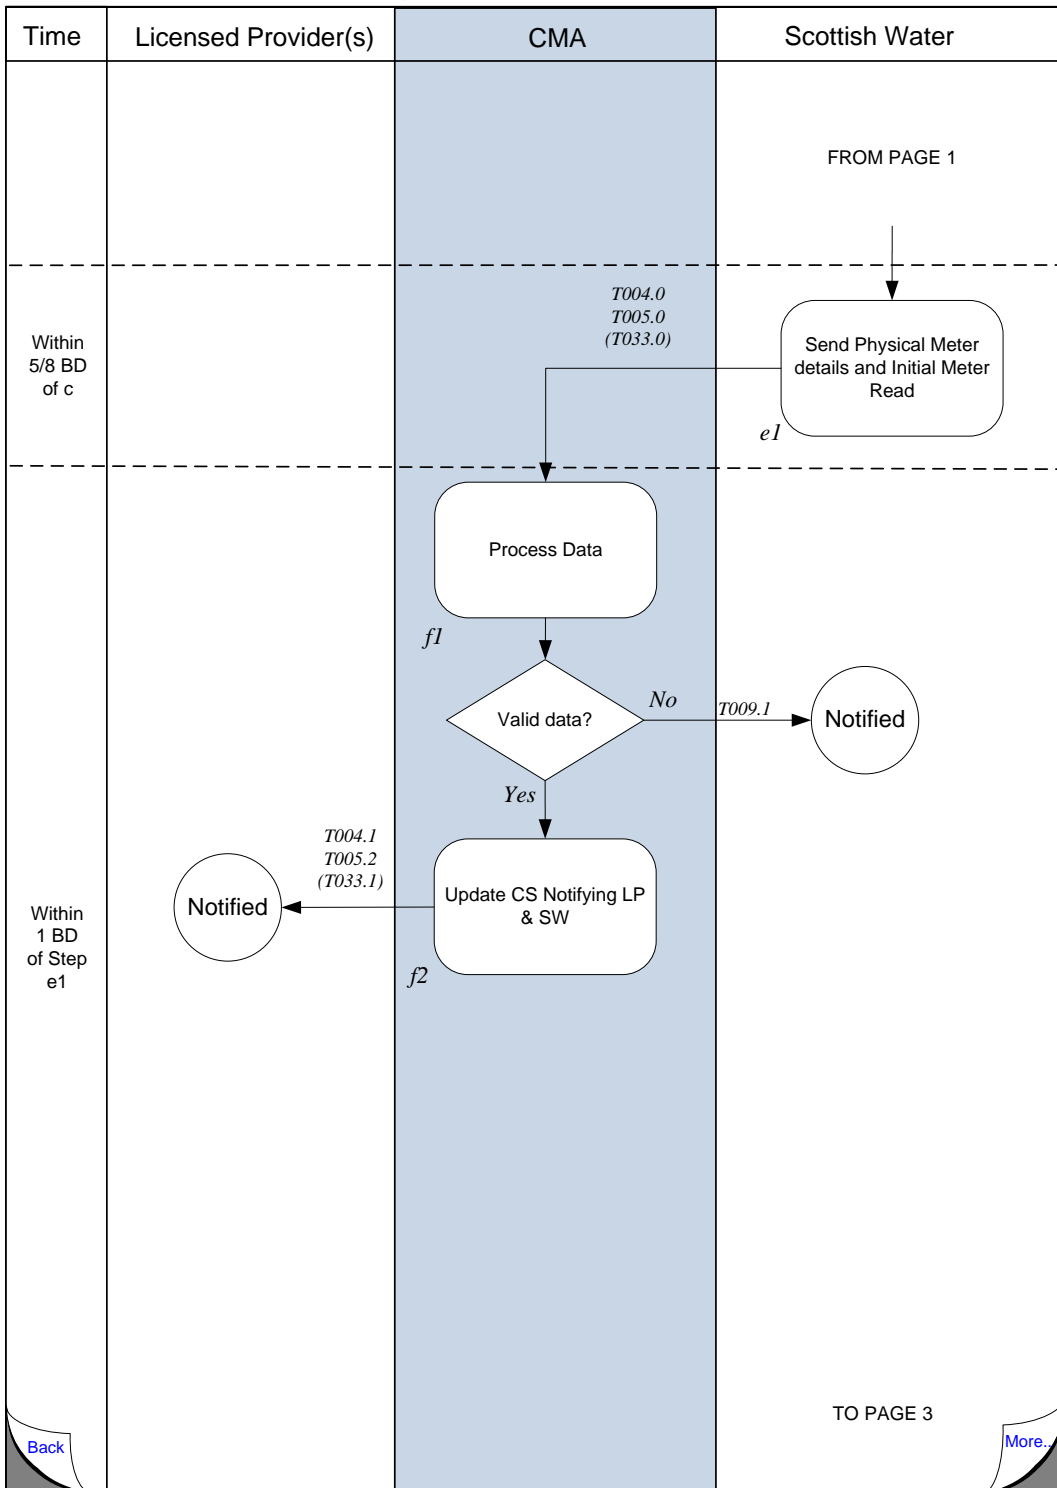 Time
Licensed Provider(s)
CMA
Scottish Water
FROM PAGE 1
Within
5/8 BD
of c
T004.0
T005.0
(T033.0)
Send Physical Meter
details and Initial Meter
Read
e1
Process Data
f1
Valid data?
No
T009.1
Notified
Yes
T004.1
T005.2
(T033.1)
Notified
Update CS Notifying LP
& SW
f2
Within
1 BD
of Step
e1
TO PAGE 3
Back
More..